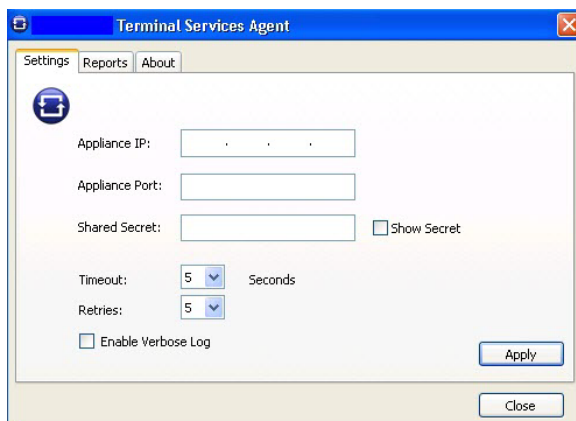 Terminal Services Agent
Settings Reports About
Appliance IP: . . .
Appliance Port:
Shared Secret: Show Secret
Timeout: 5 Seconds
Retries: 5
Enable Verbose Log
Apply
Close